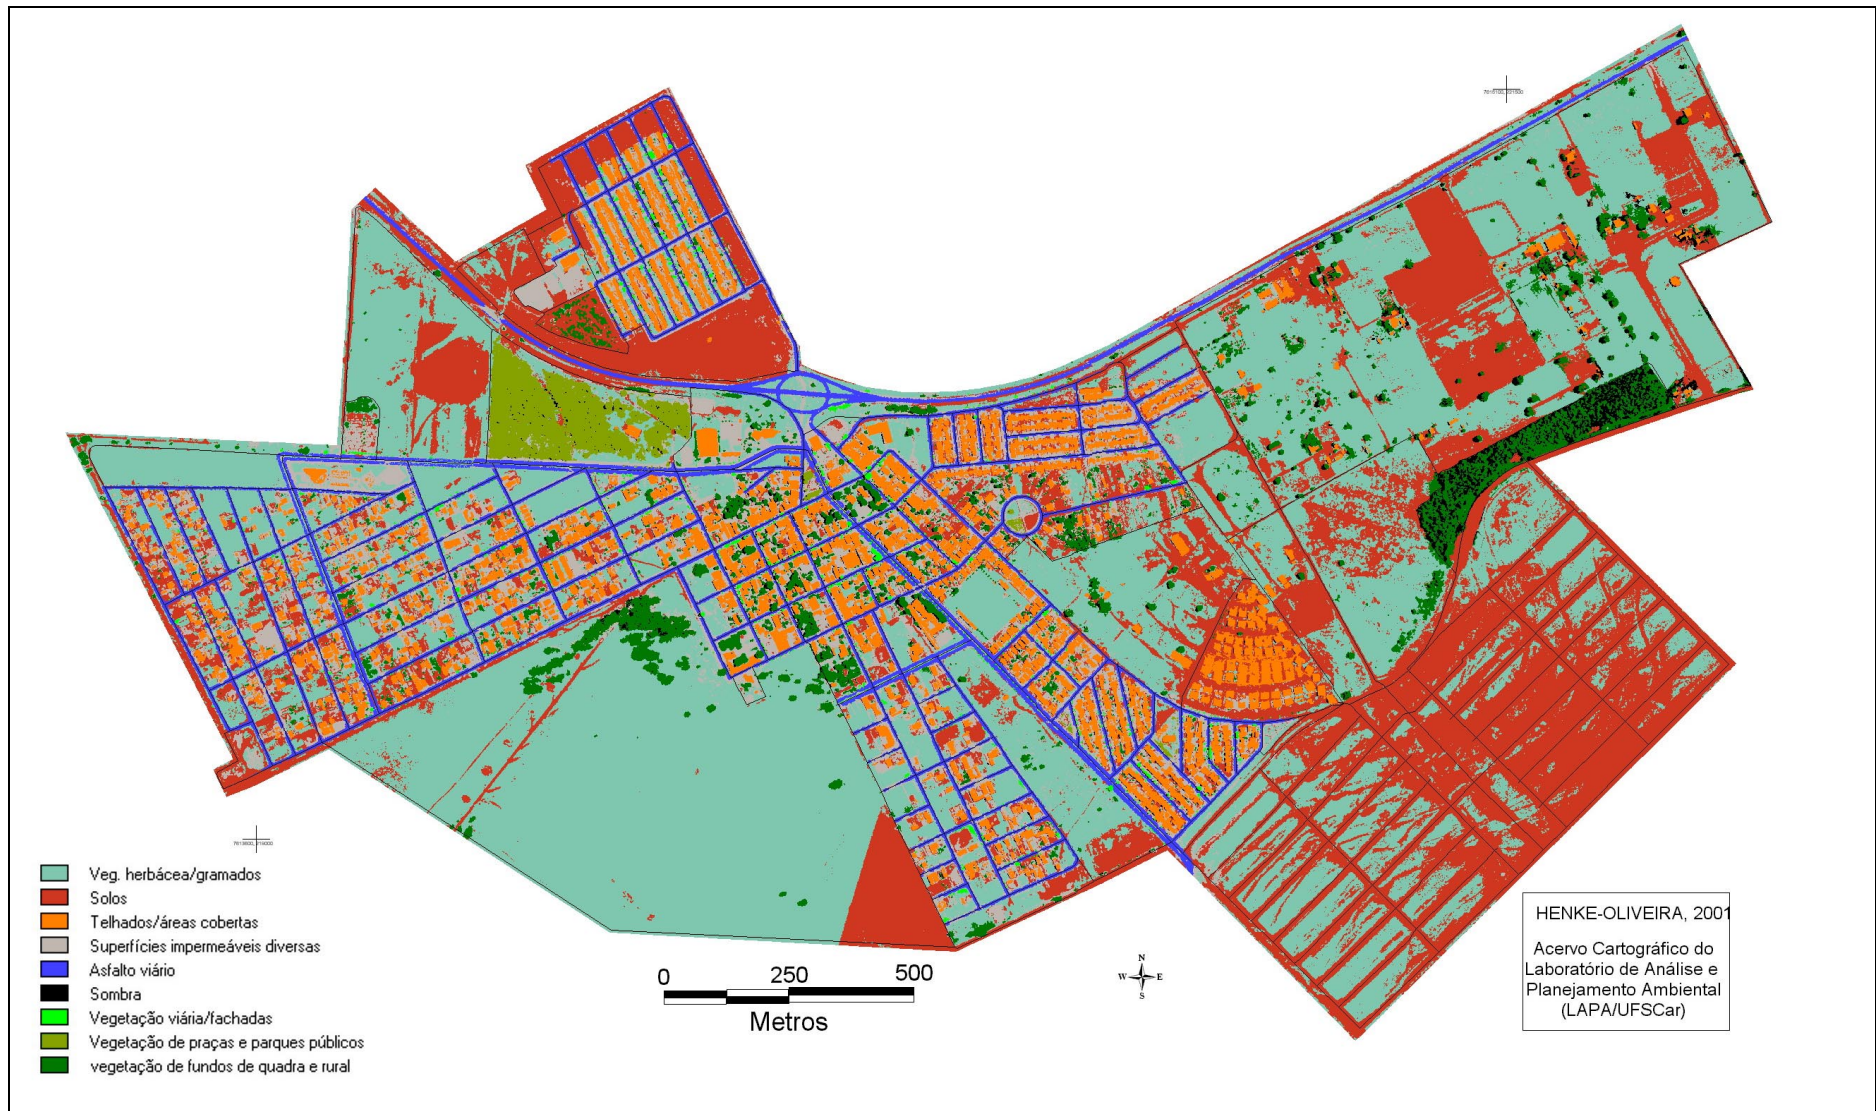 Veg. herbácea/gramados
Solos
Telhados/áreas cobertas
Superfícies impermeáveis diversas
Asfalto viário
Sombra
Vegetação viária/fachadas
Vegetação de praças e parques públicos
vegetação de fundos de quadra e rural
0 250 500
Metros
N
W E
S
HENKE-OLIVEIRA, 2001
Acervo Cartográfico do
Laboratório de Análise e
Planejamento Ambiental
(LAPA/UFSCar)